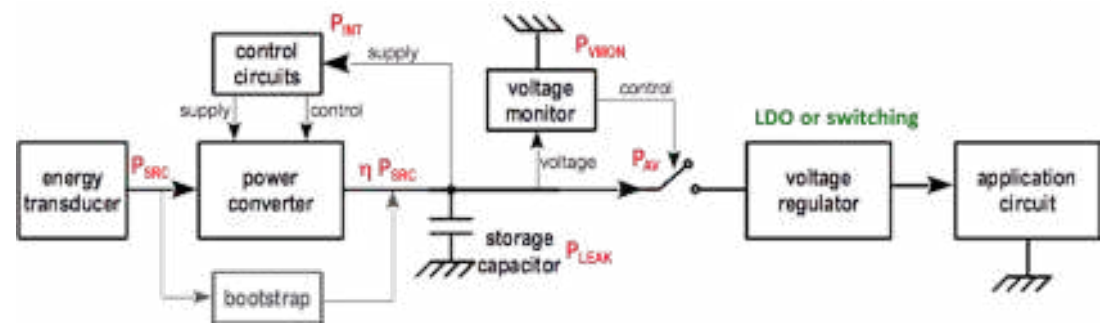 P_INT
control
circuits
supply
P_VMON
voltage
monitor
control
supply
control
LDO or switching
energy
transducer
P_SRC
power
converter
η P_SRC
voltage
P_AV
voltage
regulator
application
circuit
storage
capacitor
P_LEAK
bootstrap